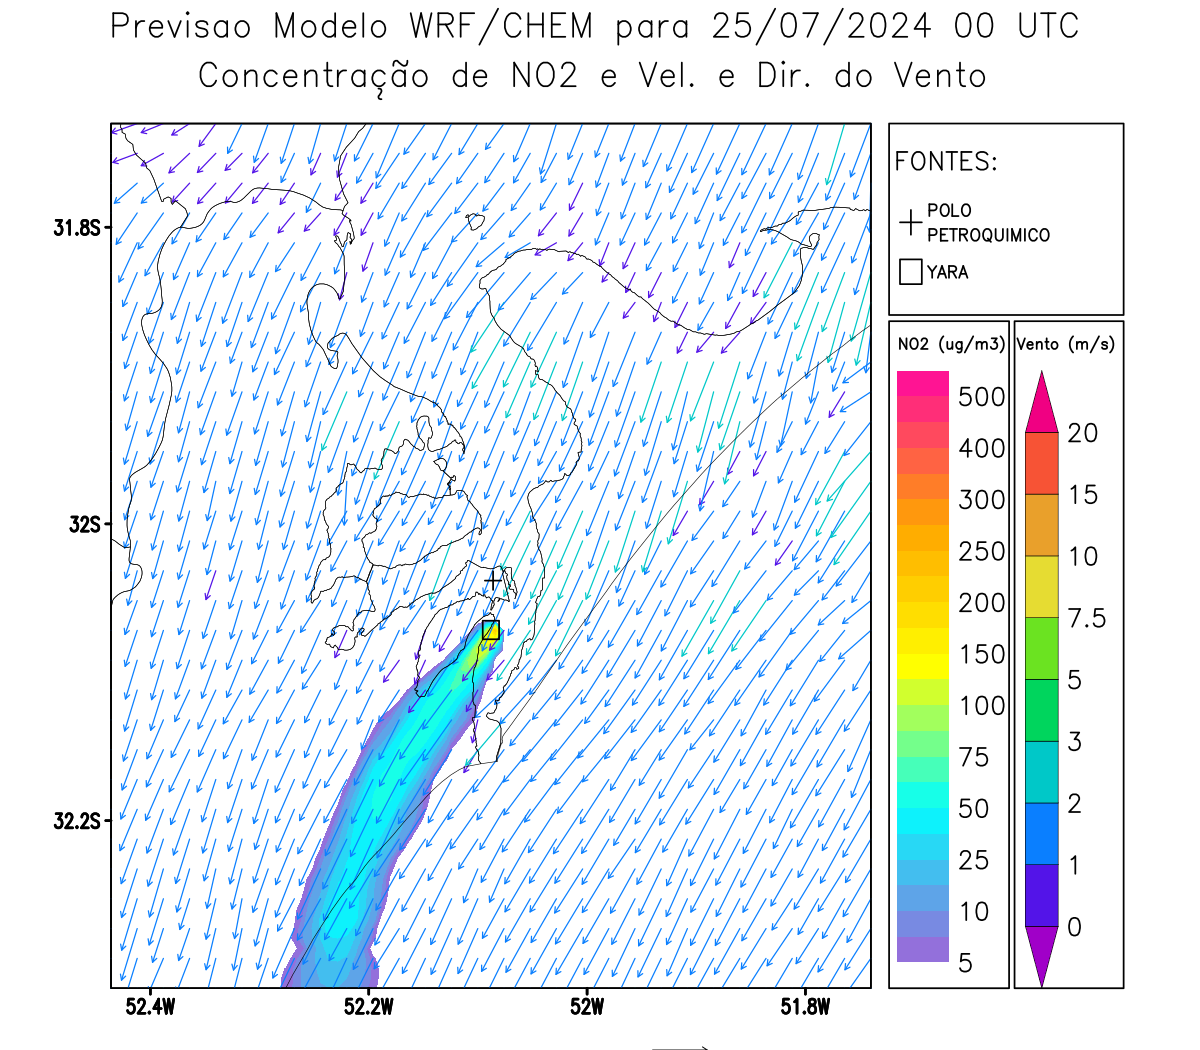 Previsao Modelo WRF/CHEM para 25/07/2024 00 UTC
Concentração de NO2 e Vel. e Dir. do Vento
FONTES:
POLO
PETROQUIMICO
YARA
31.8S
32S
32.2S
52.4W
52.2W
52W
51.8W
NO2 (ug/m3)
500
400
300
250
200
150
100
75
50
25
10
5
Vento (m/s)
20
15
10
7.5
5
3
2
1
0